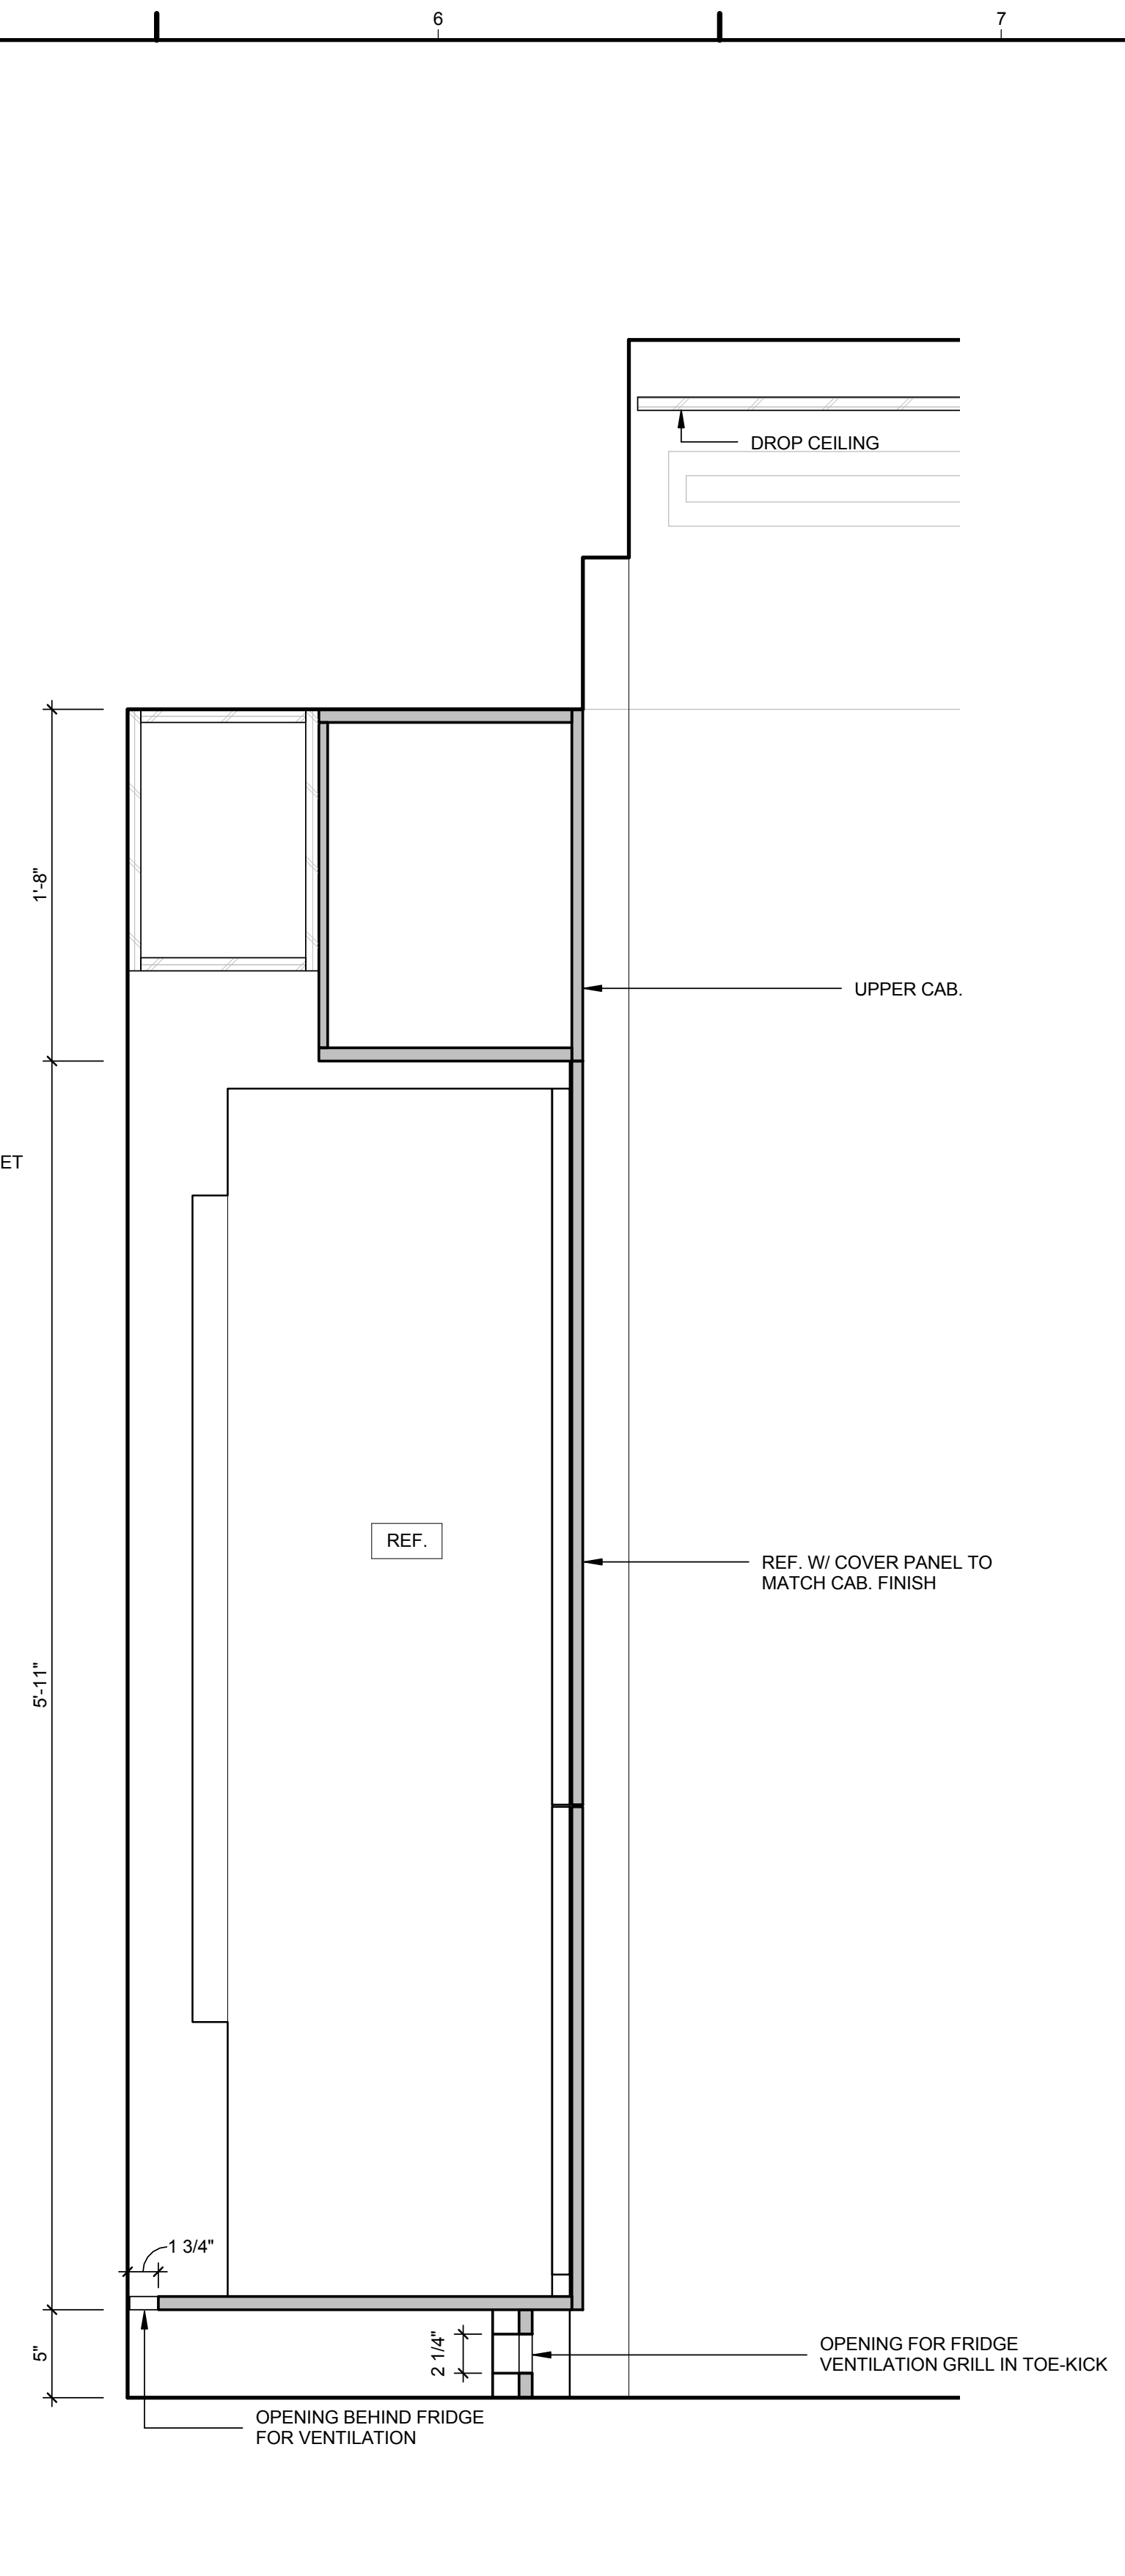 6
7
DROP CEILING
1'-8"
UPPER CAB.
ET
REF.
REF. W/ COVER PANEL TO
MATCH CAB. FINISH
5'-11"
1 3/4"
5"
2 1/4"
OPENING FOR FRIDGE
VENTILATION GRILL IN TOE-KICK
OPENING BEHIND FRIDGE
FOR VENTILATION